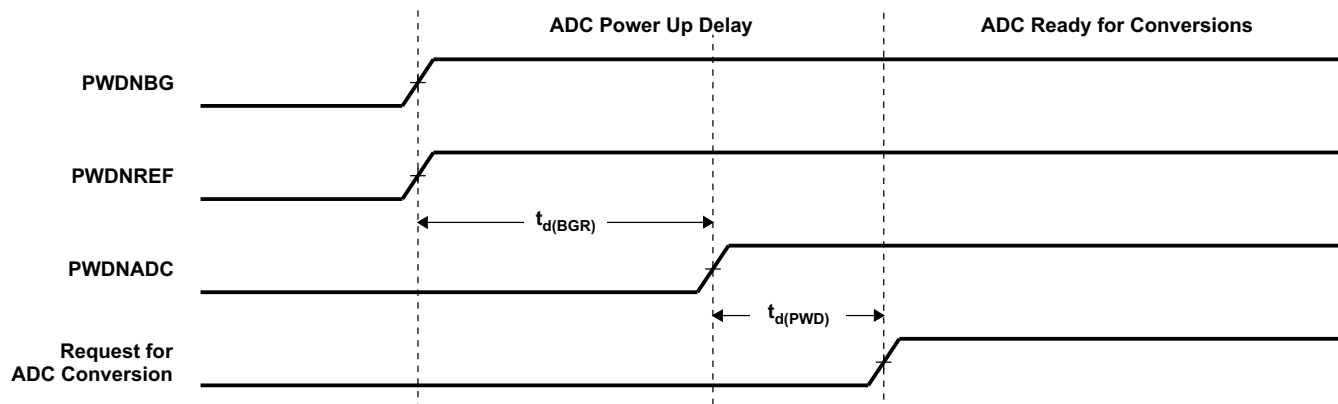 ADC Power Up Delay
ADC Ready for Conversions
PWDNBG
PWDNREF
td(BGR)
PWDNADC
td(PWD)
Request for
ADC Conversion